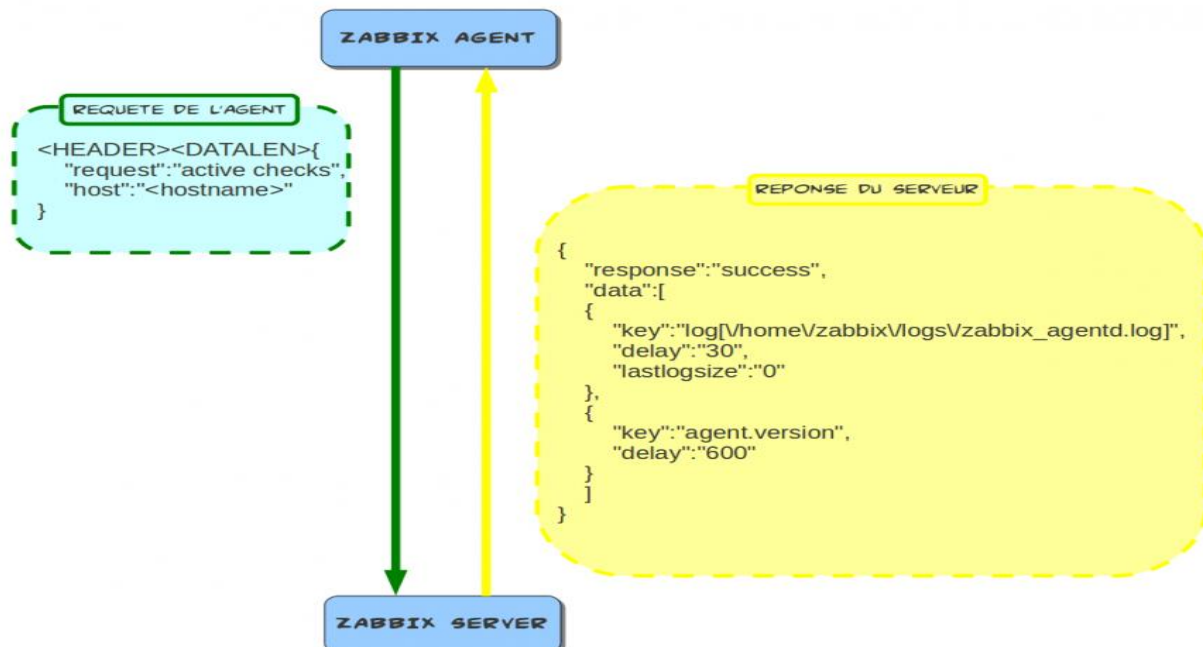 ZABBIX AGENT
REQUETE DE L'AGENT
<HEADER><DATALEN>{
"request":"active checks",
"host":"<hostname>"
}
REPONSE DU SERVEUR
{
"response":"success",
"data":[
{
"key":"log[\/home\/zabbix\/logs\/zabbix_agentd.log]",
"delay":"30",
"lastlogsize":"0"
},
{
"key":"agent.version",
"delay":"600"
}
]
}
ZABBIX SERVER